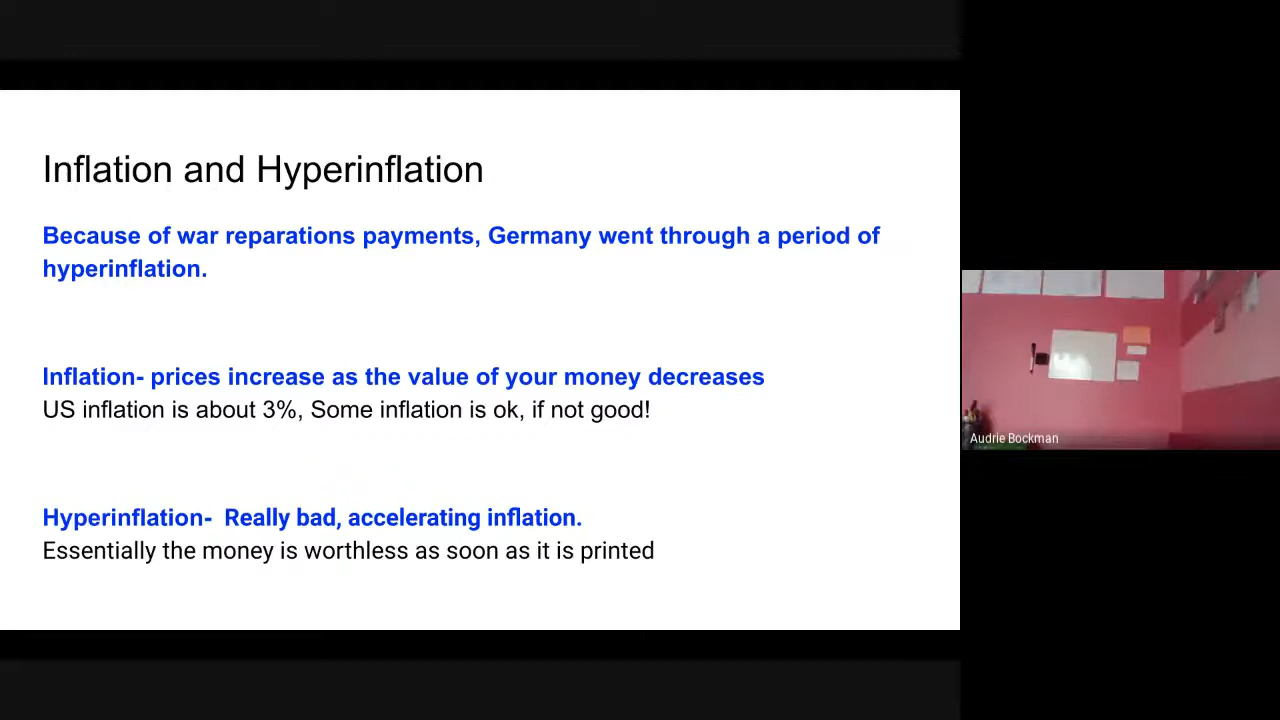 Inflation and Hyperinflation
Because of war reparations payments, Germany went through a period of
hyperinflation.
Inflation- prices increase as the value of your money decreases
US inflation is about 3%, Some inflation is ok, if not good!
Hyperinflation-  Really bad, accelerating inflation.
Essentially the money is worthless as soon as it is printed
Audrie Bockman